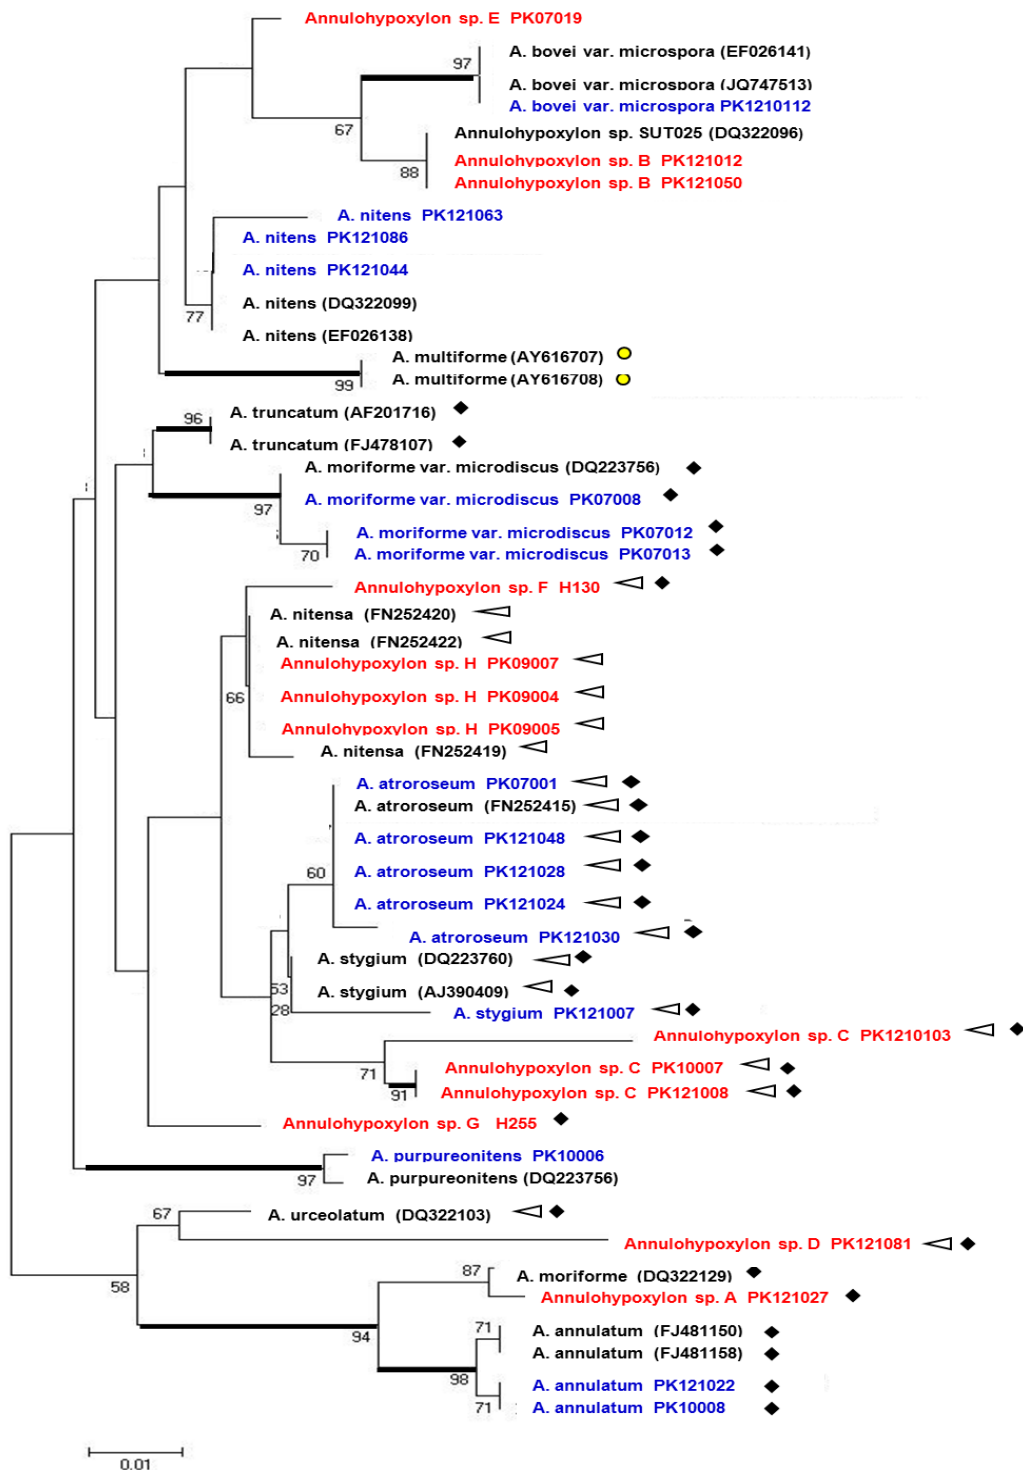 Annulohypoxylon sp. E PK07019
A. bovei var. microspora (EF026141)
97
A. bovei var. microspora (JQ747513)
A. bovei var. microspora PK1210112
67
Annulohypoxylon sp. SUT025 (DQ322096)
Annulohypoxylon sp. B PK121012
88
Annulohypoxylon sp. B PK121050
A. nitens PK121063
A. nitens PK121086
A. nitens PK121044
A. nitens (DQ322099)
77
A. nitens (EF026138)
A. multiforme (AY616707)
A. multiforme (AY616708)
99
A. truncatum (AF201716)
96
A. truncatum (FJ478107)
A. moriforme var. microdiscus (DQ223756)
A. moriforme var. microdiscus PK07008
97
A. moriforme var. microdiscus PK07012
A. moriforme var. microdiscus PK07013
70
Annulohypoxylon sp. F H130
A. nitensa (FN252420)
A. nitensa (FN252422)
Annulohypoxylon sp. H PK09007
Annulohypoxylon sp. H PK09004
66
Annulohypoxylon sp. H PK09005
A. nitensa (FN252419)
A. atroroseum PK07001
A. atroroseum (FN252415)
A. atroroseum PK121048
A. atroroseum PK121028
60
A. atroroseum PK121024
A. atroroseum PK121030
A. stygium (DQ223760)
53
A. stygium (AJ390409)
28
A. stygium PK121007
Annulohypoxylon sp. C PK1210103
Annulohypoxylon sp. C PK10007
71
Annulohypoxylon sp. C PK121008
91
Annulohypoxylon sp. G H255
A. purpureonitens PK10006
97
A. purpureonitens (DQ223756)
67
A. urceolatum (DQ322103)
Annulohypoxylon sp. D PK121081
58
87
A. moriforme (DQ322129)
Annulohypoxylon sp. A PK121027
94
71
A. annulatum (FJ481150)
A. annulatum (FJ481158)
98
A. annulatum PK121022
71
A. annulatum PK10008
0.01